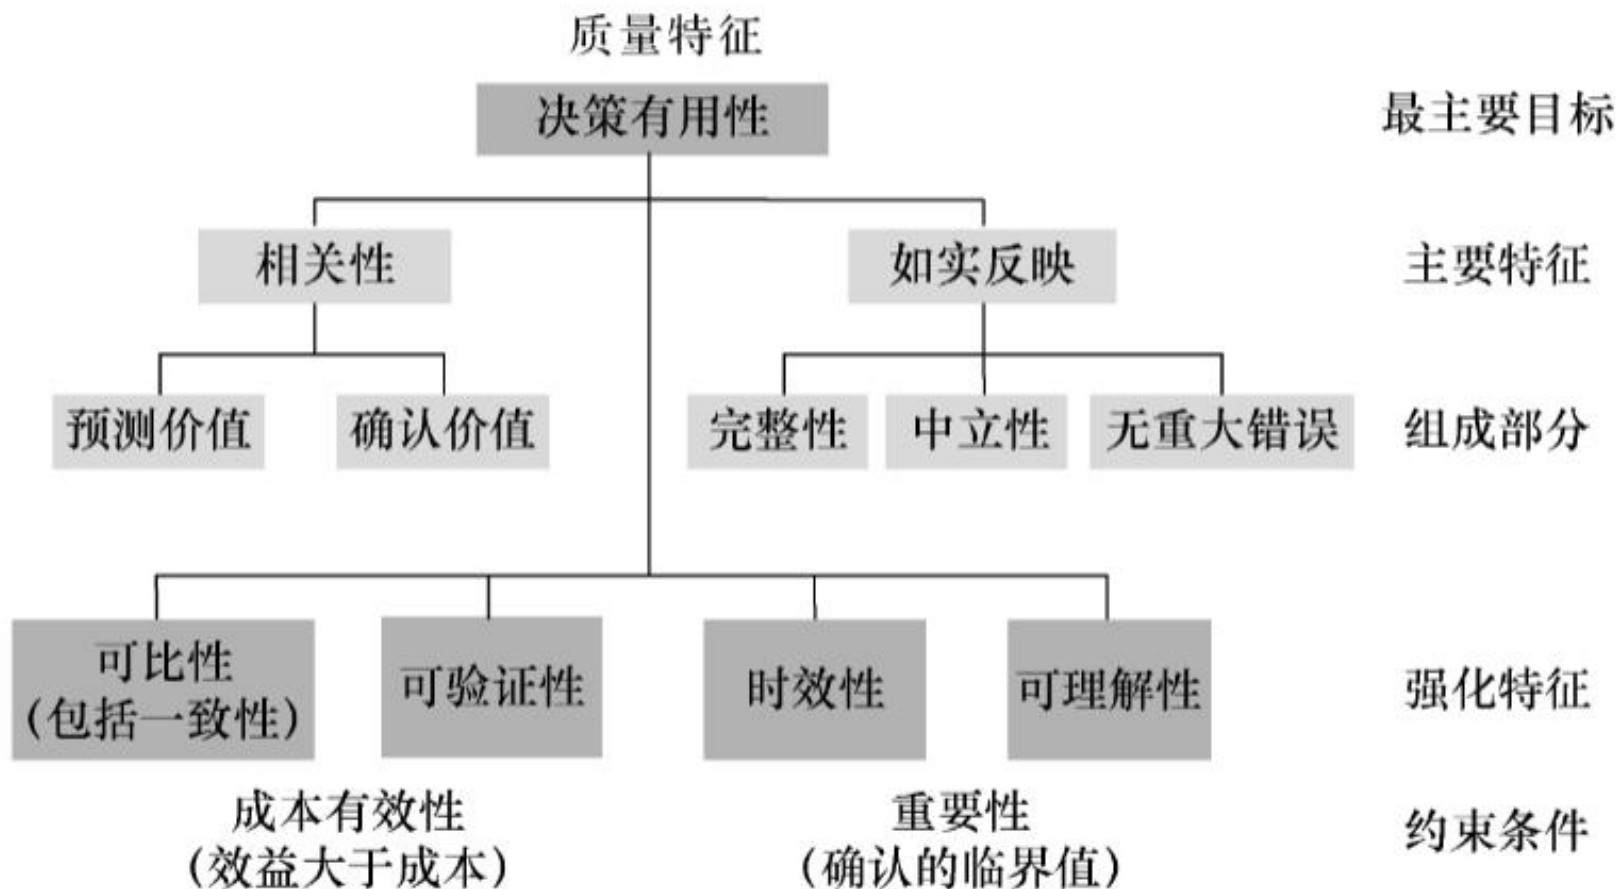 质量特征
决策有用性
最主要目标
相关性
如实反映
主要特征
预测价值
确认价值
完整性
中立性
无重大错误
组成部分
可比性
(包括一致性)
可验证性
时效性
可理解性
强化特征
成本有效性
(效益大于成本)
重要性
(确认的临界值)
约束条件